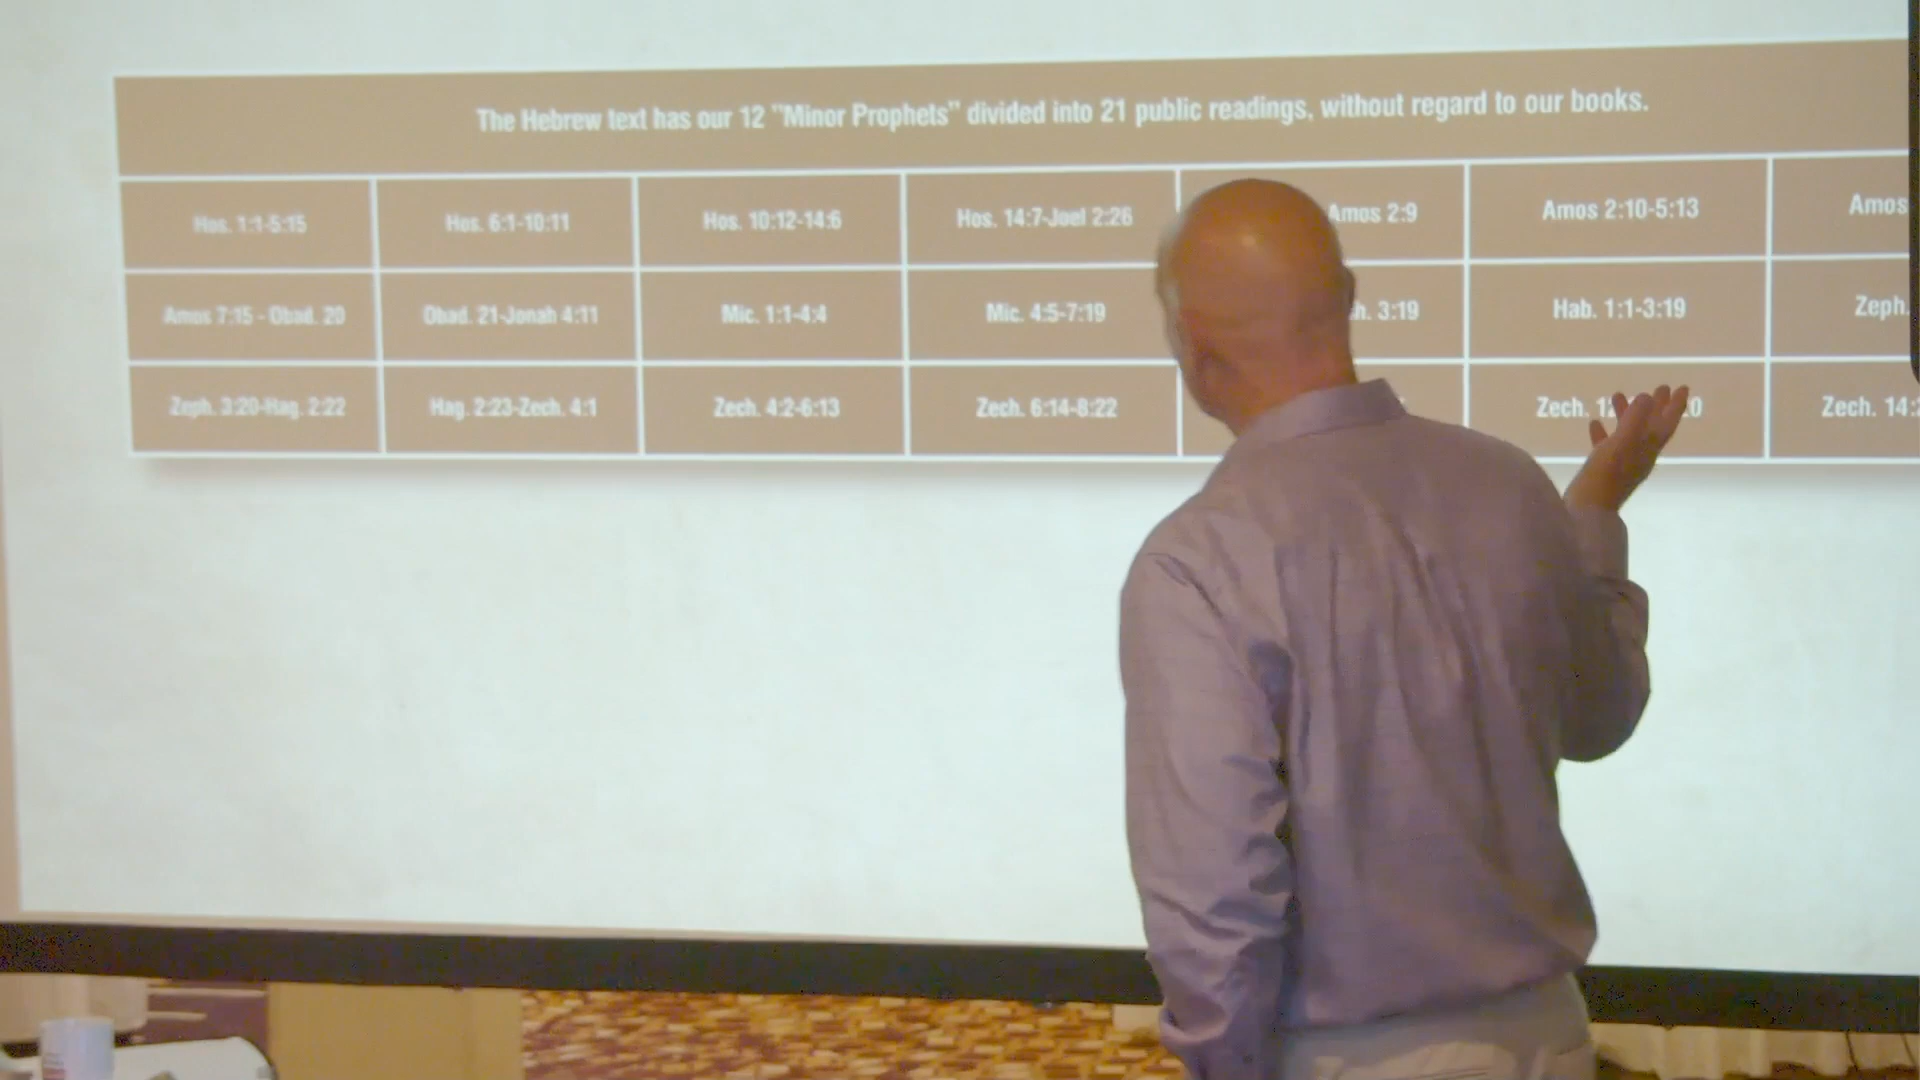 The Hebrew text has our 12 "Minor Prophets" divided into 21 public readings, without regard to our books.
Hos. 1:1-5:15 Hos. 6:1-10:11 Hos. 10:12-14:6 Hos. 14:7-Joel 2:26 Amos 2:9 Amos 2:10-5:13 Amos
Amos 7:15 - Obad. 20 Obad. 21-Jonah 4:11 Mic. 1:1-4:4 Mic. 4:5-7:19 3:19 Hab. 1:1-3:19 Zeph.
Zeph. 3:20-Hag. 2:22 Hag. 2:23-Zech. 4:1 Zech. 4:2-6:13 Zech. 6:14-8:22 Zech. Zech.